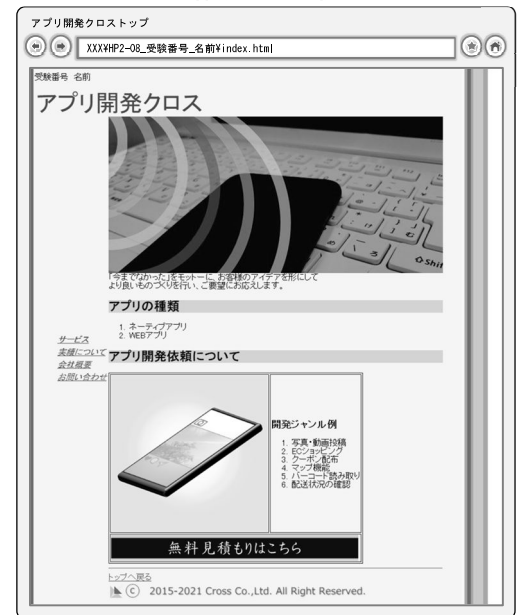 アプリ開発クロストップ
XXX¥HP2-08_受験番号_名前¥index.html
受験番号 名前
アプリ開発クロス
「今までなかった」をモットーに、お客様のアイデアを形にして
より良いものづくりを行い、ご要望にお応えします。
アプリの種類
1. ネーティブアプリ
2. WEBアプリ
サービス
実績について
会社概要
お問い合わせ
アプリ開発依頼について
開発ジャンル例
1. 写真・動画投稿
2. ECショッピング
3. クーポン配布
4. マップ機能
5. バーコード読み取り
6. 配送状況の確認
無料見積もりはこちら
トップへ戻る
© 2015-2021 Cross Co.,Ltd. All Right Reserved.